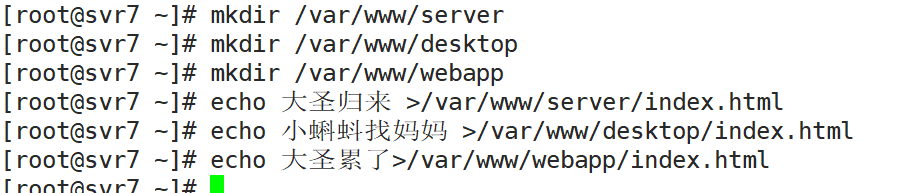 [root@svr7 ~]# mkdir /var/www/server
[root@svr7 ~]# mkdir /var/www/desktop
[root@svr7 ~]# mkdir /var/www/webapp
[root@svr7 ~]# echo 大圣归来 >/var/www/server/index.html
[root@svr7 ~]# echo 小蝌蚪找妈妈 >/var/www/desktop/index.html
[root@svr7 ~]# echo 大圣累了>/var/www/webapp/index.html
[root@svr7 ~]#